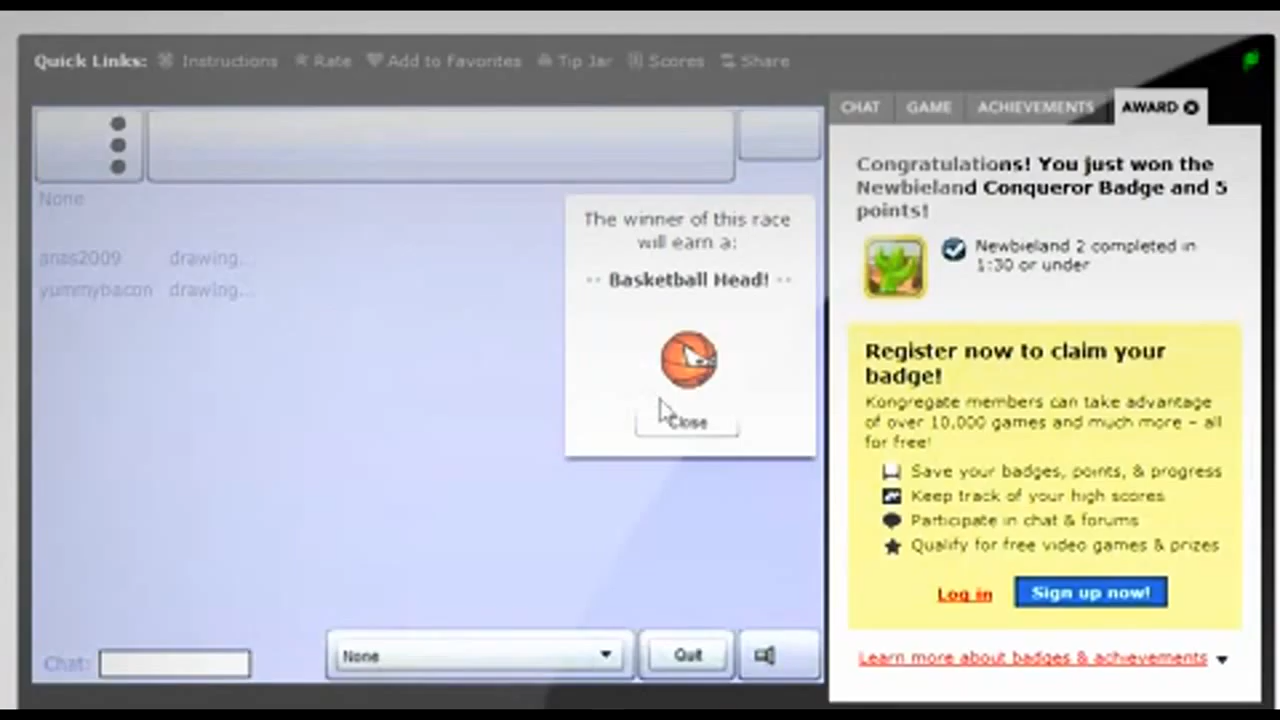 Quick Links: Instructions Rate Add to Favorites Tip Jar Scores Share
CHAT GAME ACHIEVEMENTS AWARD
None
anas2009 drawing...
yummybacon drawing...
The winner of this race
will earn a:
-- Basketball Head! --
Close
Chat:
None
Quit
Congratulations! You just won the
Newbieland Conqueror Badge and 5
points!
Newbieland 2 completed in
1:30 or under
Register now to claim your
badge!
Kongregate members can take advantage
of over 10,000 games and much more – all
for free!
Save your badges, points, & progress
Keep track of your high scores
Participate in chat & forums
Qualify for free video games & prizes
Log in Sign up now!
Learn more about badges & achievements